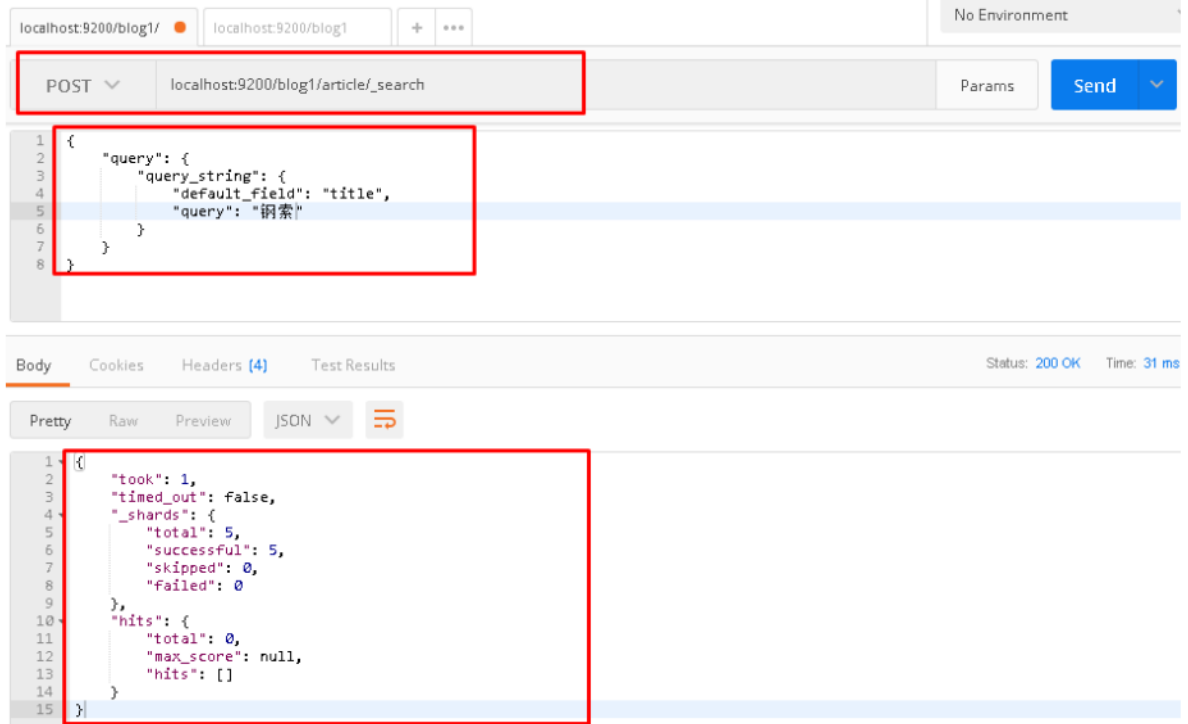 localhost:9200/blog1/
localhost:9200/blog1
+
•••
No Environment
POST
localhost:9200/blog1/article/_search
Params
Send
1 {
2 "query": {
3 "query_string": {
4 "default_field": "title",
5 "query": "钢索"
6 }
7 }
8 }
Body Cookies Headers (4) Test Results Status: 200 OK Time: 31 ms
Pretty Raw Preview JSON
1 {
2 "took": 1,
3 "timed_out": false,
4 "_shards": {
5 "total": 5,
6 "successful": 5,
7 "skipped": 0,
8 "failed": 0
9 },
10 "hits": {
11 "total": 0,
12 "max_score": null,
13 "hits": []
14 }
15 }